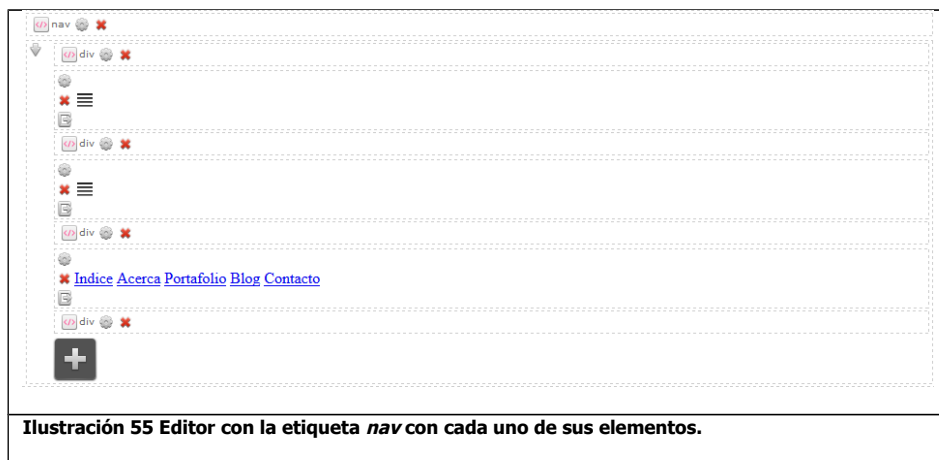 nav
div
div
div
Indice Acerca Portafolio Blog Contacto
div
Ilustración 55 Editor con la etiqueta nav con cada uno de sus elementos.